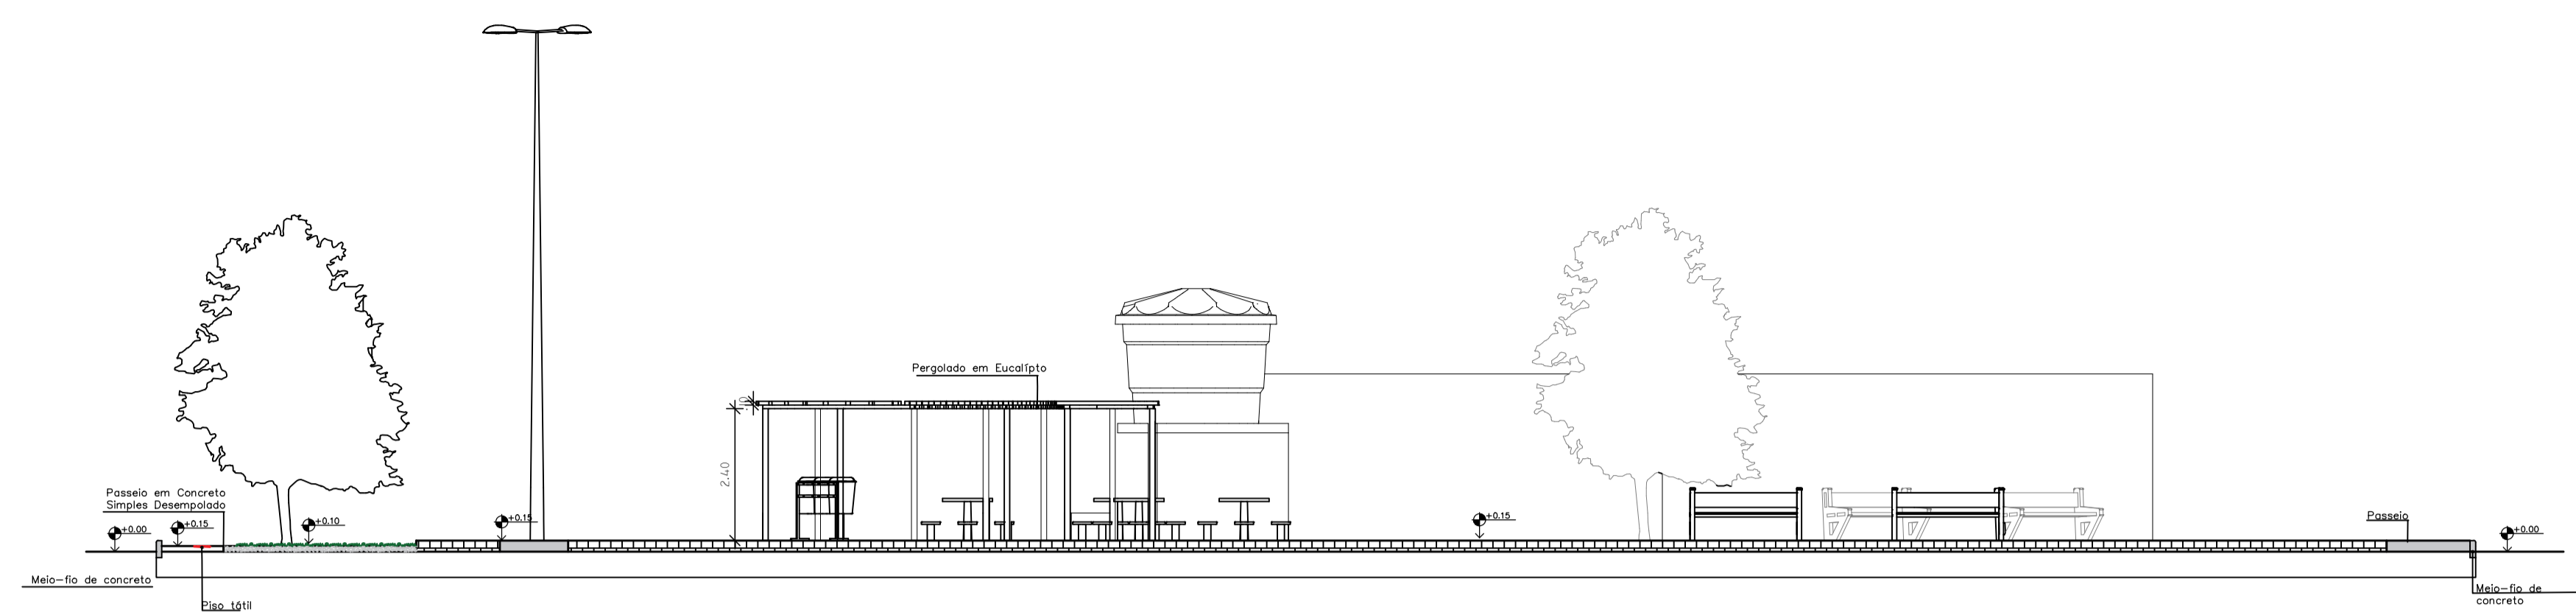 Pergolado em Eucalípto
2.40
Passeio em Concreto
Simples Desempolado
+0.00
+0.15
+0.10
+0.15
+0.15
Passeio
+0.00
Meio-fio de concreto
Piso tátil
Meio-fio de
concreto